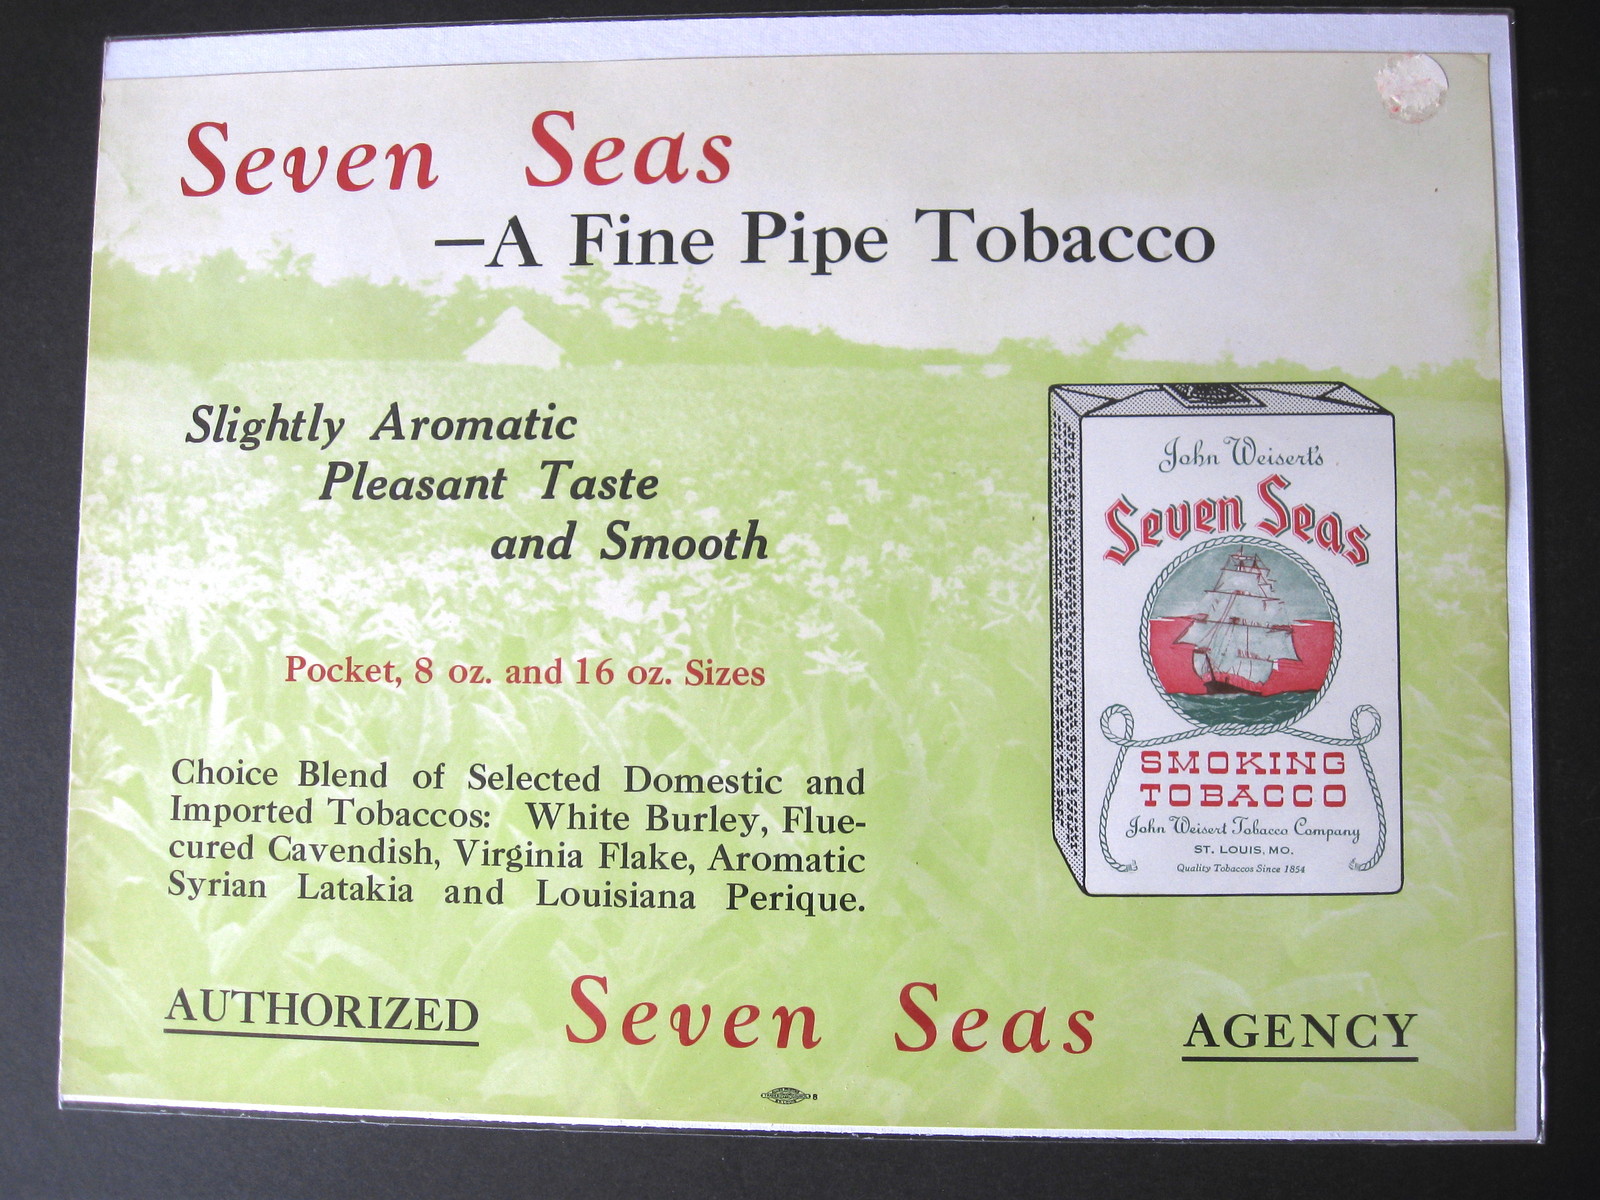 Seven Seas
—A Fine Pipe Tobacco
Slightly Aromatic
Pleasant Taste
and Smooth
Pocket, 8 oz. and 16 oz. Sizes
Choice Blend of Selected Domestic and
Imported Tobaccos: White Burley, Flue-
cured Cavendish, Virginia Flake, Aromatic
Syrian Latakia and Louisiana Perique.
John Weisert's
Seven Seas
SMOKING
TOBACCO
John Weisert Tobacco Company
ST. LOUIS, MO.
Quality Tobaccos Since 1854
AUTHORIZED Seven Seas AGENCY
8